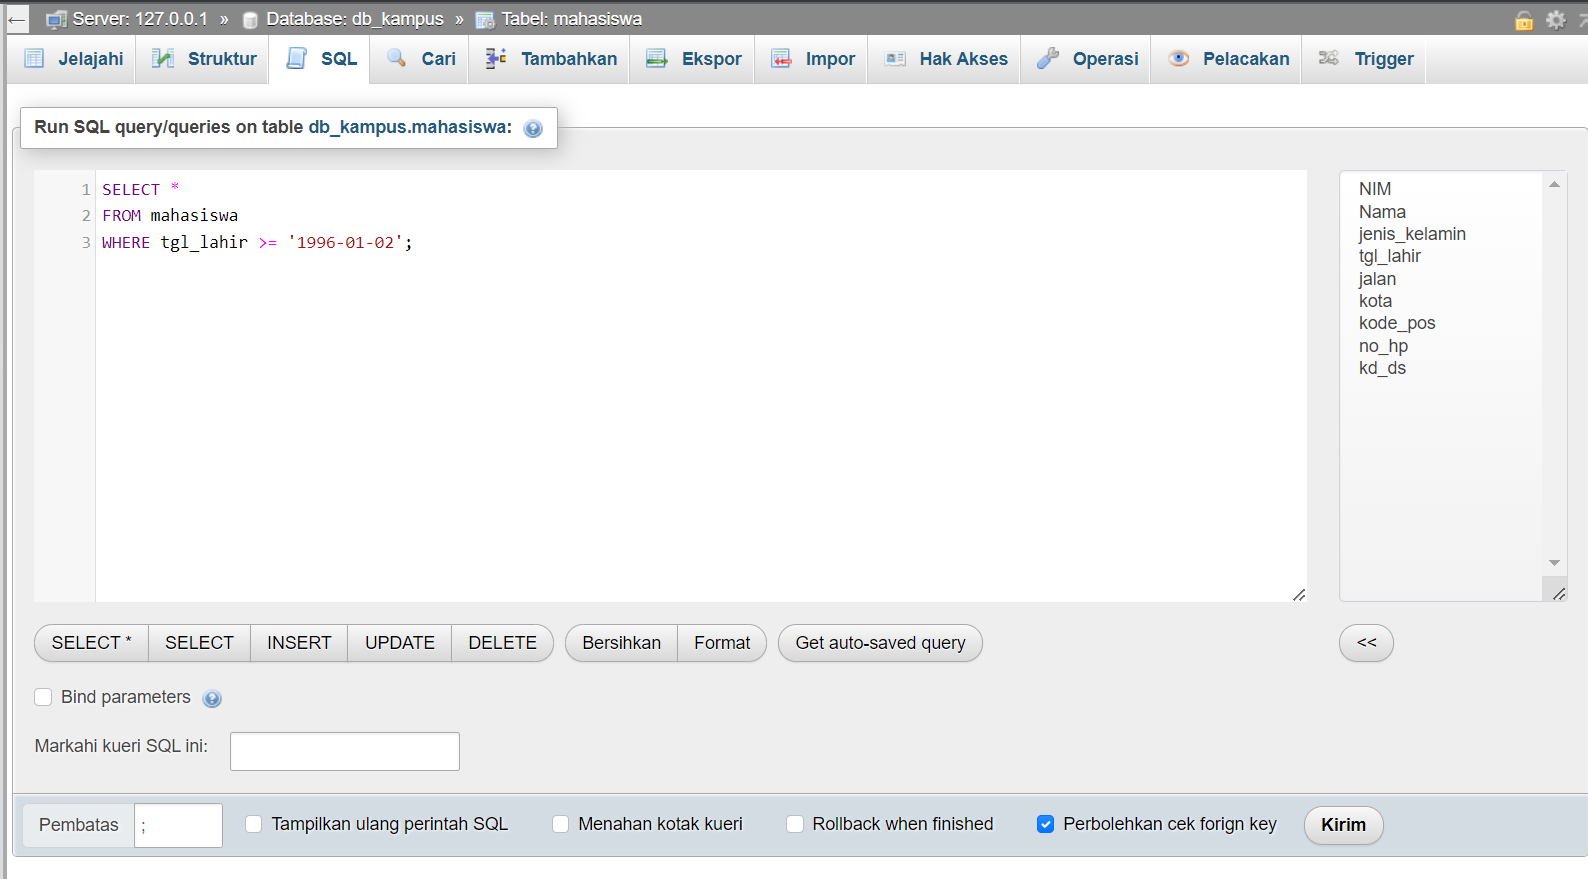 Server: 127.0.0.1 » Database: db_kampus » Tabel: mahasiswa
Jelajahi Struktur SQL Cari Tambahkan Ekspor Impor Hak Akses Operasi Pelacakan Trigger
Run SQL query/queries on table db_kampus.mahasiswa:
1 SELECT *
2 FROM mahasiswa
3 WHERE tgl_lahir >= '1996-01-02';
NIM
Nama
jenis_kelamin
tgl_lahir
jalan
kota
kode_pos
no_hp
kd_ds
SELECT * SELECT INSERT UPDATE DELETE Bersihkan Format Get auto-saved query <<
Bind parameters
Markahi kueri SQL ini:
Pembatas ; Tampilkan ulang perintah SQL Menahan kotak kueri Rollback when finished Perbolehkan cek forign key Kirim